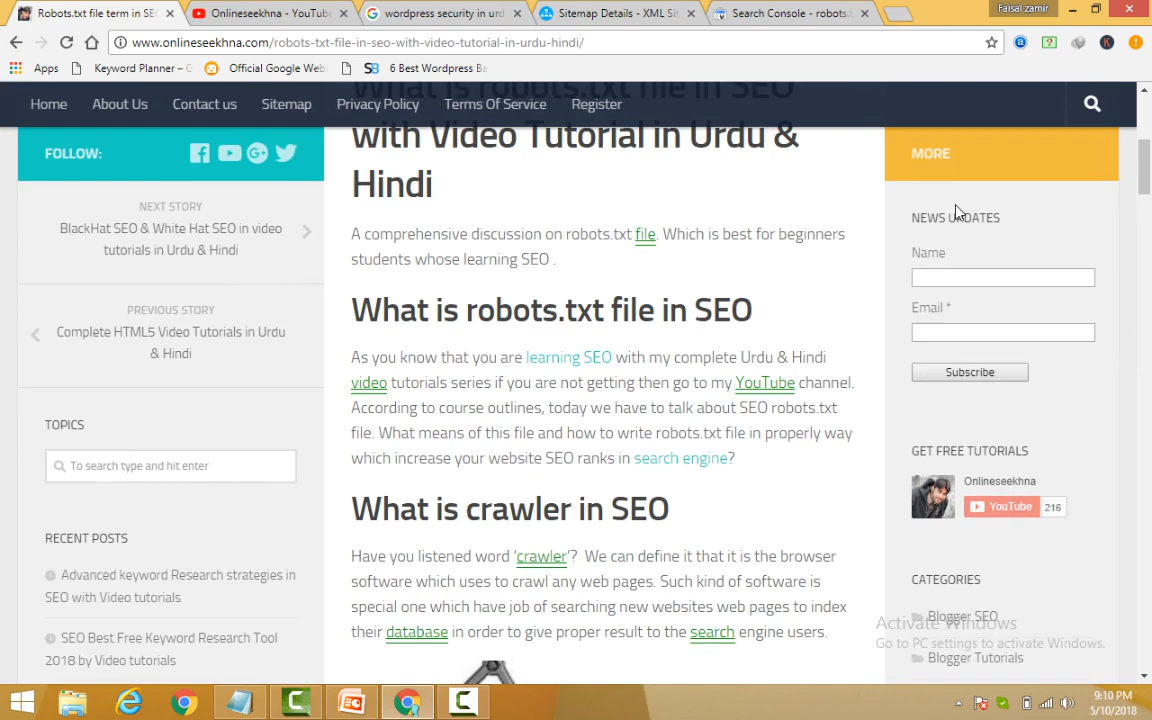 Robots.txt file term in SE
Onlineseekhna - YouTube
wordpress security in urd
Sitemap Details - XML Sit
Search Console - robots.t
Faisal zamir
www.onlineseekhna.com/robots-txt-file-in-seo-with-video-tutorial-in-urdu-hindi/
Apps
Keyword Planner – G
Official Google Web
6 Best Wordpress Ba
Home
About Us
Contact us
Sitemap
Privacy Policy
Terms Of Service
Register
FOLLOW:
NEXT STORY
BlackHat SEO & White Hat SEO in video
tutorials in Urdu & Hindi
PREVIOUS STORY
Complete HTML5 Video Tutorials in Urdu
& Hindi
TOPICS
To search type and hit enter
RECENT POSTS
Advanced keyword Research strategies in
SEO with Video tutorials
SEO Best Free Keyword Research Tool
2018 by Video tutorials
What is robots.txt file in SEO
with Video Tutorial in Urdu &
Hindi
A comprehensive discussion on robots.txt file. Which is best for beginners
students whose learning SEO .
What is robots.txt file in SEO
As you know that you are learning SEO with my complete Urdu & Hindi
video tutorials series if you are not getting then go to my YouTube channel.
According to course outlines, today we have to talk about SEO robots.txt
file. What means of this file and how to write robots.txt file in properly way
which increase your website SEO ranks in search engine?
What is crawler in SEO
Have you listened word ‘crawler’? We can define it that it is the browser
software which uses to crawl any web pages. Such kind of software is
special one which have job of searching new websites web pages to index
their database in order to give proper result to the search engine users.
MORE
NEWS UPDATES
Name
Email *
Subscribe
GET FREE TUTORIALS
Onlineseekhna
YouTube 216
CATEGORIES
Blogger SEO
Blogger Tutorials
Activate Windows
Go to PC settings to activate Windows.
9:10 PM
5/10/2018